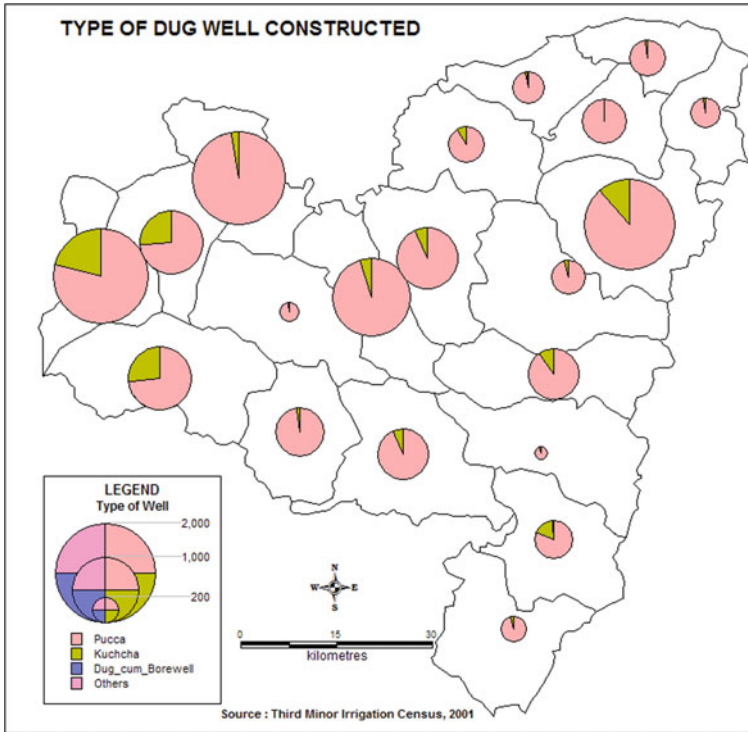 TYPE OF DUG WELL CONSTRUCTED
LEGEND
Type of Well
2,000
1,000
200
Pucca
Kuchcha
Dug_cum_Borewell
Others
N
W E
S
0 15 30
kilometres
Source : Third Minor Irrigation Census, 2001